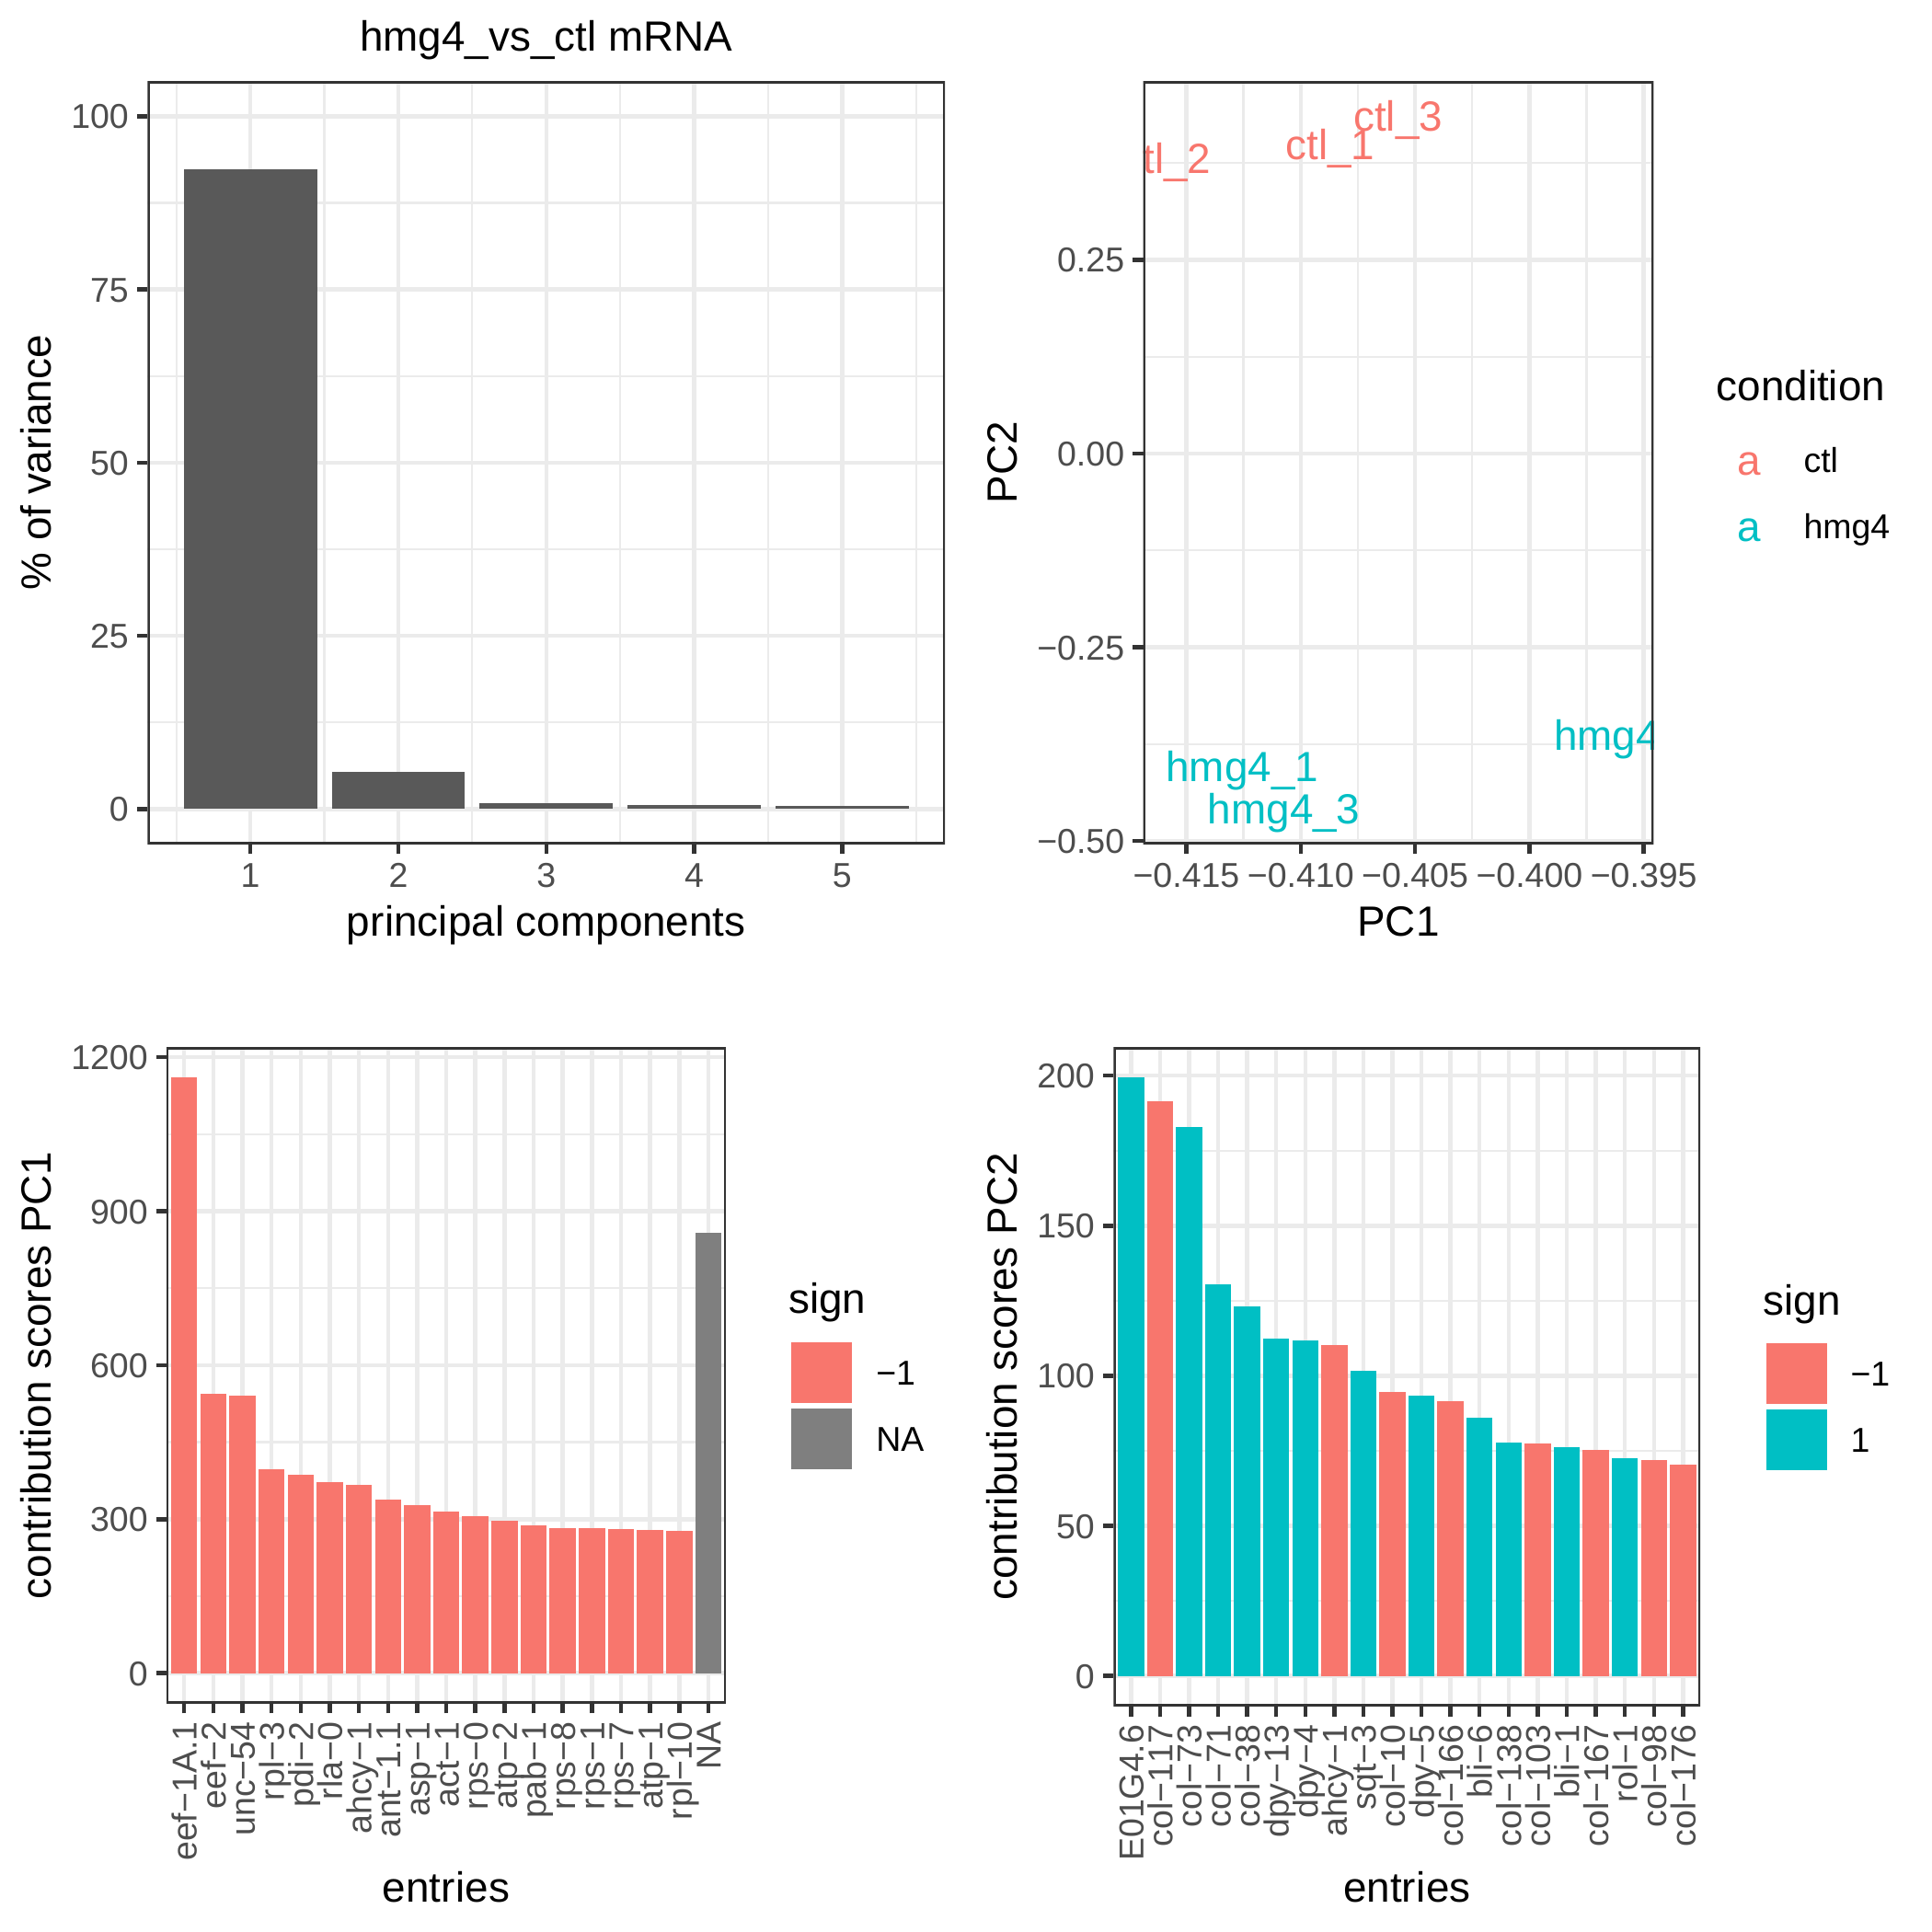 hmg4_vs_ctl mRNA
% of variance
100
75
50
25
0
1 2 3 4 5
principal components
PC2
0.25
0.00
−0.25
−0.50
ctl_3
ctl_1
tl_2
hmg4
hmg4_1
hmg4_3
−0.415 −0.410 −0.405 −0.400 −0.395
PC1
condition
a ctl
a hmg4
contribution scores PC1
1200
900
600
300
0
eef−1A.1 eef−2 unc−54 rpl−3 pdi−2 rla−0 ahcy−1 ant−1.1 asp−1 act−1 rps−0 atp−2 pab−1 rps−8 rps−1 rps−7 atp−1 rpl−10 NA
entries
sign
−1
NA
contribution scores PC2
200
150
100
50
0
E01G4.6 col−117 col−73 col−71 col−38 dpy−13 dpy−4 ahcy−1 sqt−3 col−10 dpy−5 col−166 bli−6 col−138 col−103 bli−1 col−167 rol−1 col−98 col−176
entries
sign
−1
1